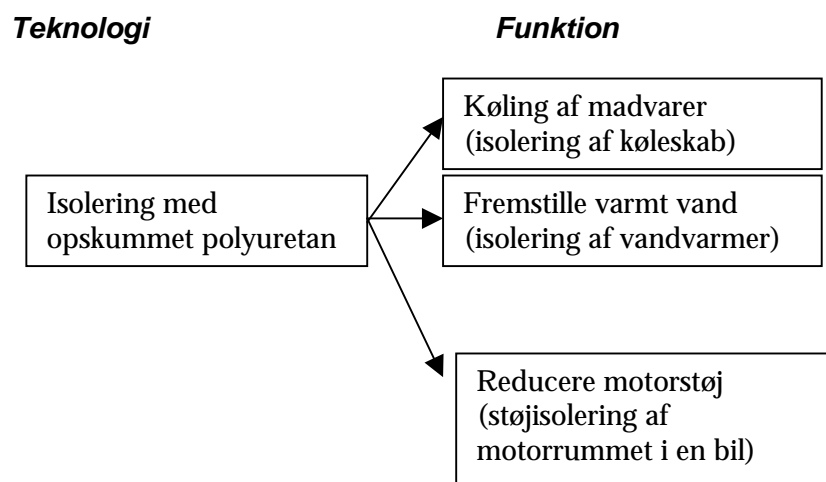 Teknologi
Funktion
Køling af madvarer
(isolering af køleskab)
Isolering med
opskummet polyuretan
Fremstille varmt vand
(isolering af vandvarmer)
Reducere motorstøj
(støjisolering af
motorrummet i en bil)